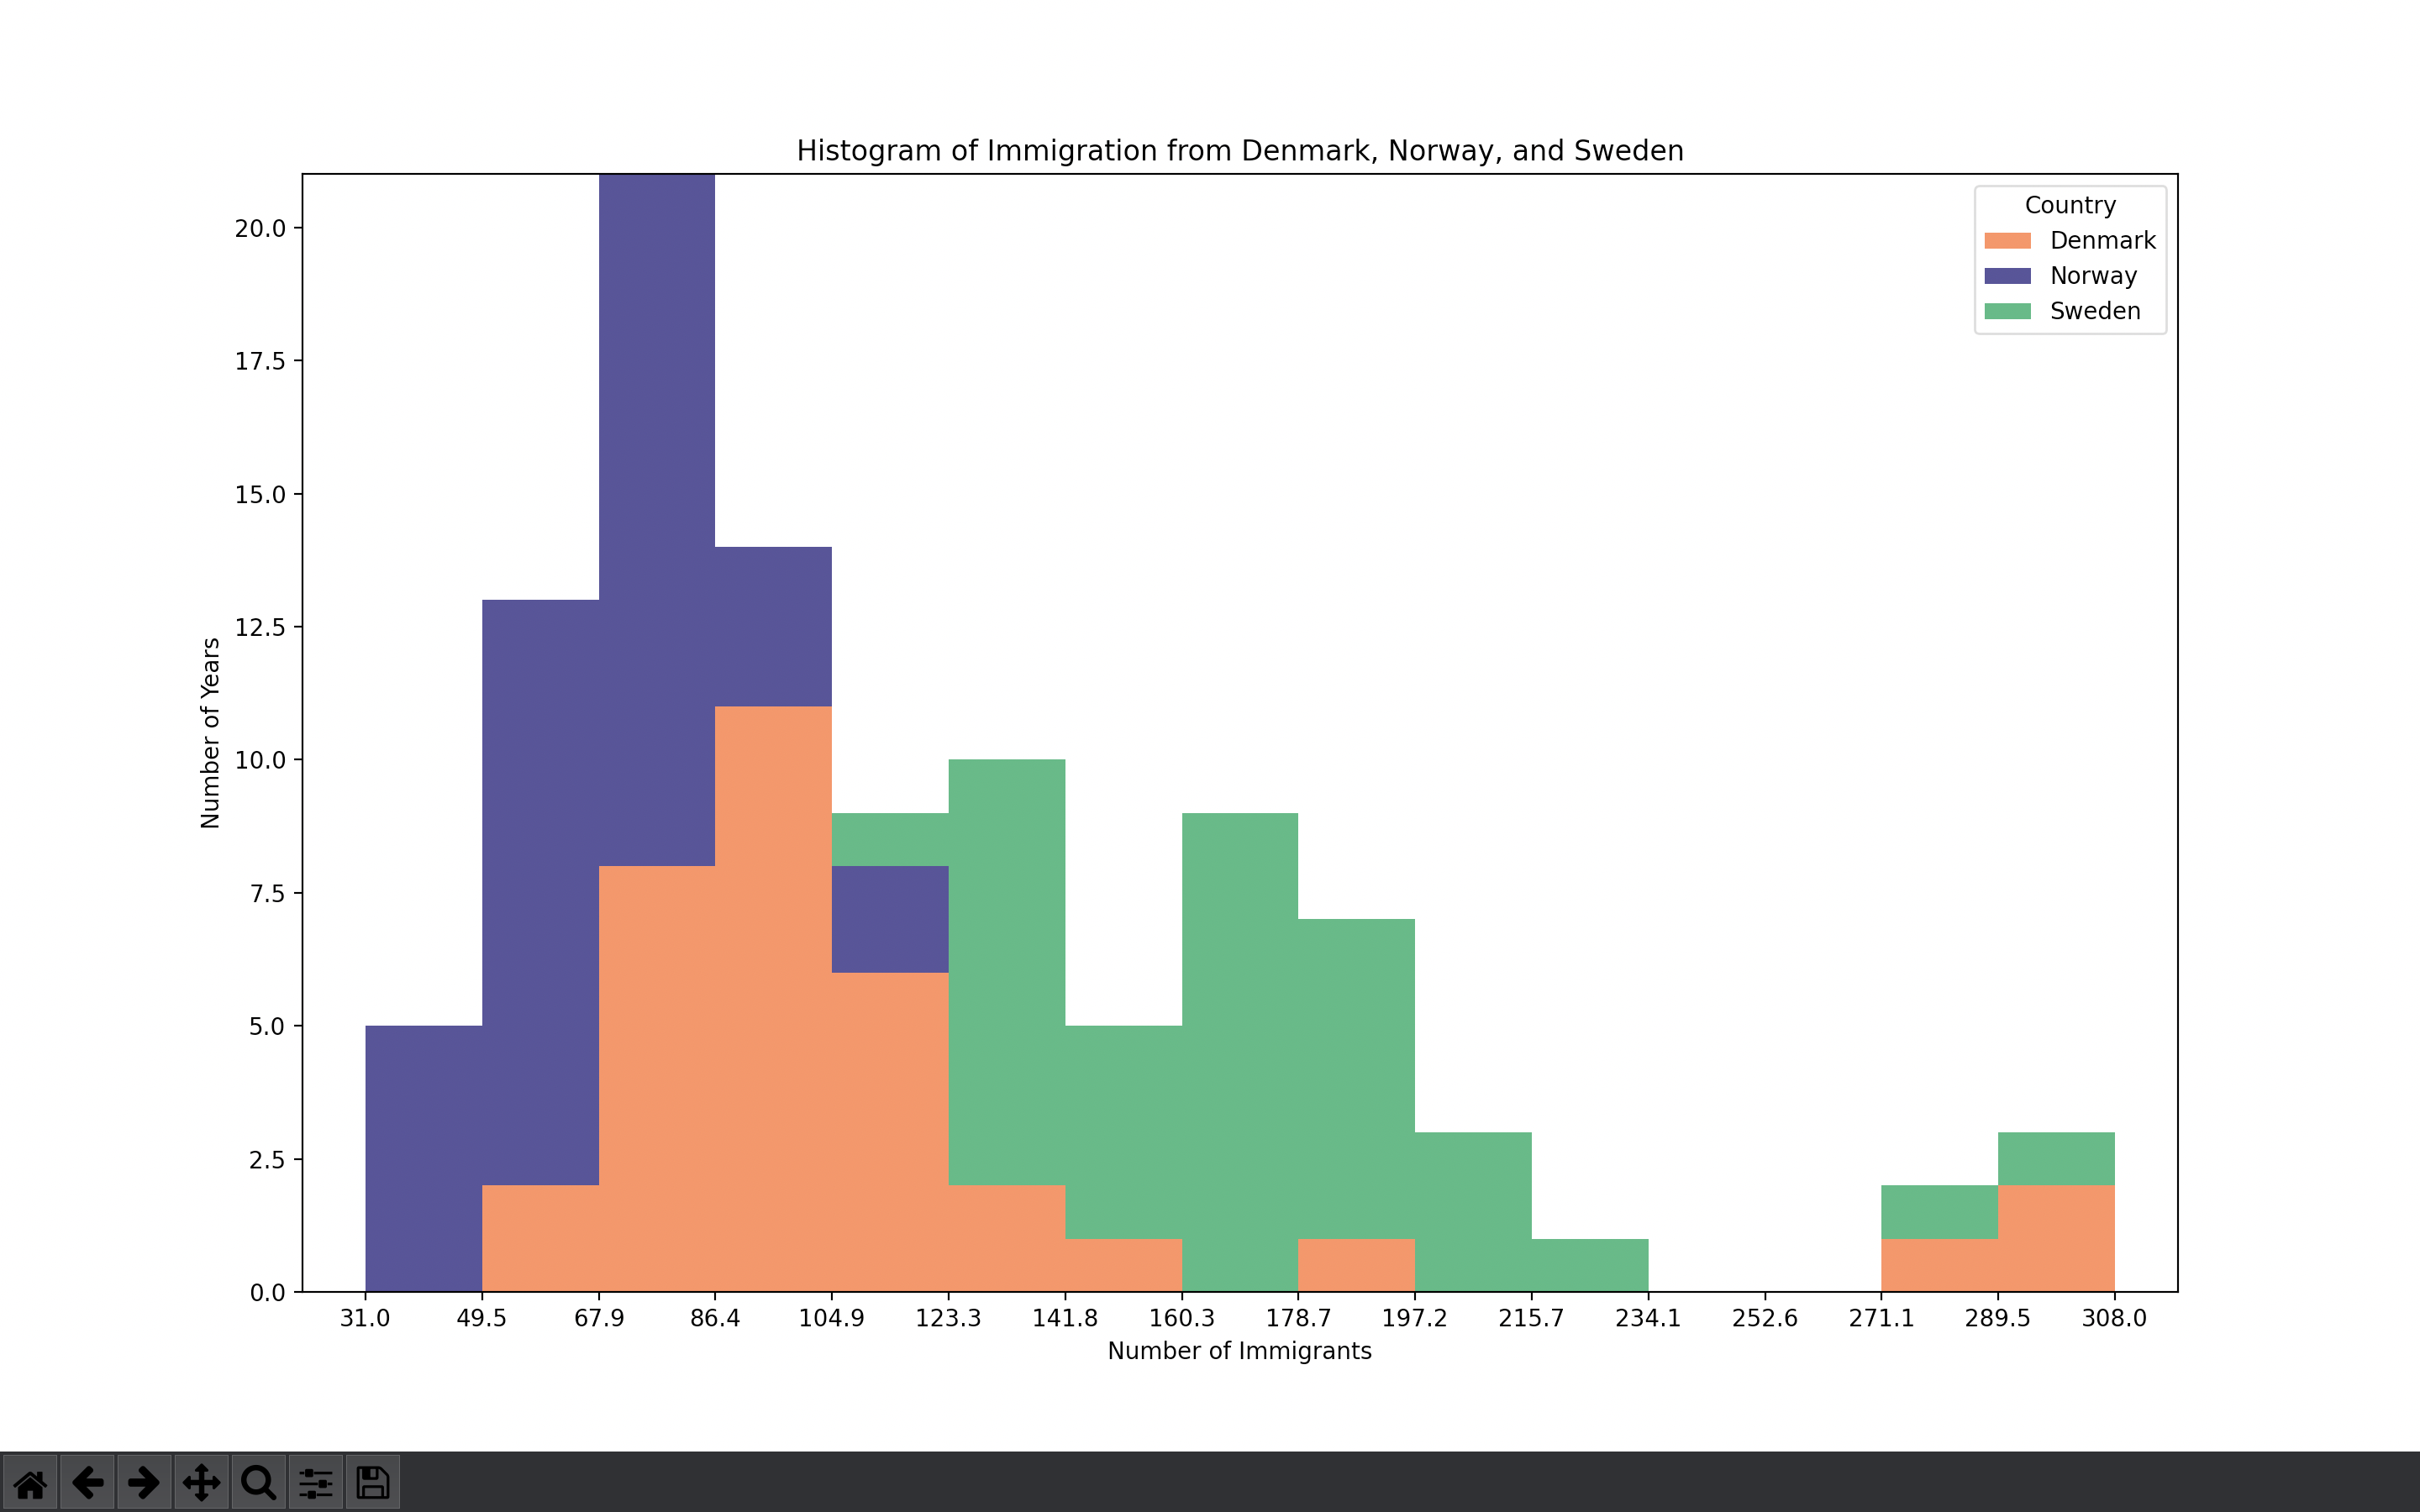 Histogram of Immigration from Denmark, Norway, and Sweden
Country
Denmark
Norway
Sweden
20.0
17.5
15.0
12.5
10.0
7.5
5.0
2.5
0.0
Number of Years
31.0 49.5 67.9 86.4 104.9 123.3 141.8 160.3 178.7 197.2 215.7 234.1 252.6 271.1 289.5 308.0
Number of Immigrants